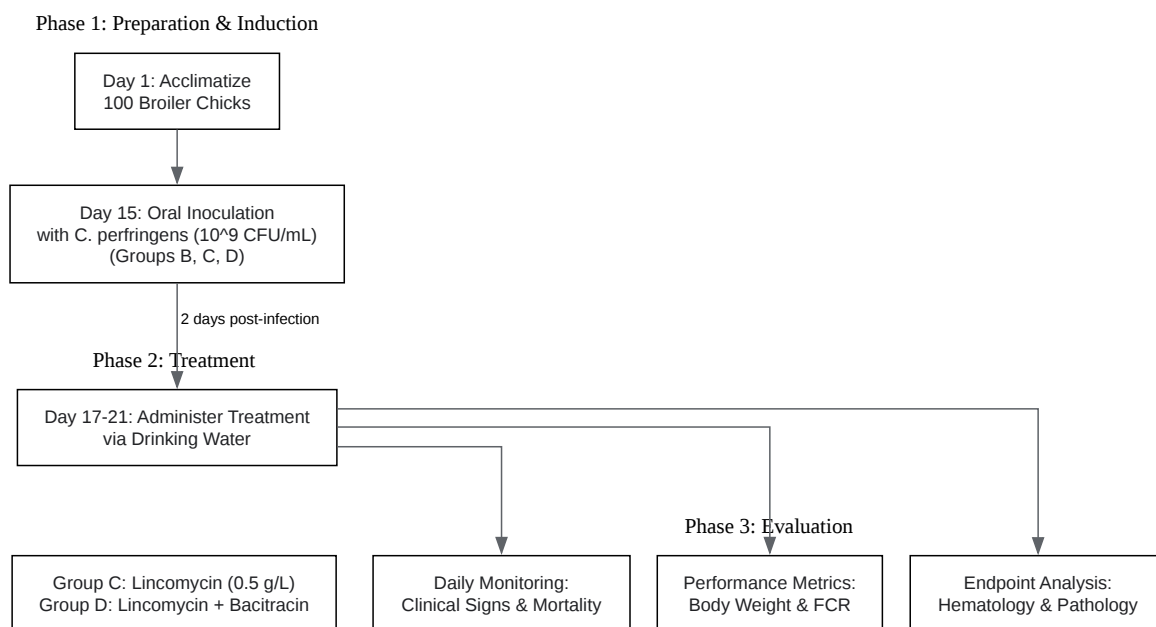 Phase 1: Preparation & Induction
Day 1: Acclimatize
100 Broiler Chicks
Day 15: Oral Inoculation
with C. perfringens (10^9 CFU/mL)
(Groups B, C, D)
2 days post-infection
Phase 2: Treatment
Day 17-21: Administer Treatment
via Drinking Water
Phase 3: Evaluation
Group C: Lincomycin (0.5 g/L)
Group D: Lincomycin + Bacitracin
Daily Monitoring:
Clinical Signs & Mortality
Performance Metrics:
Body Weight & FCR
Endpoint Analysis:
Hematology & Pathology